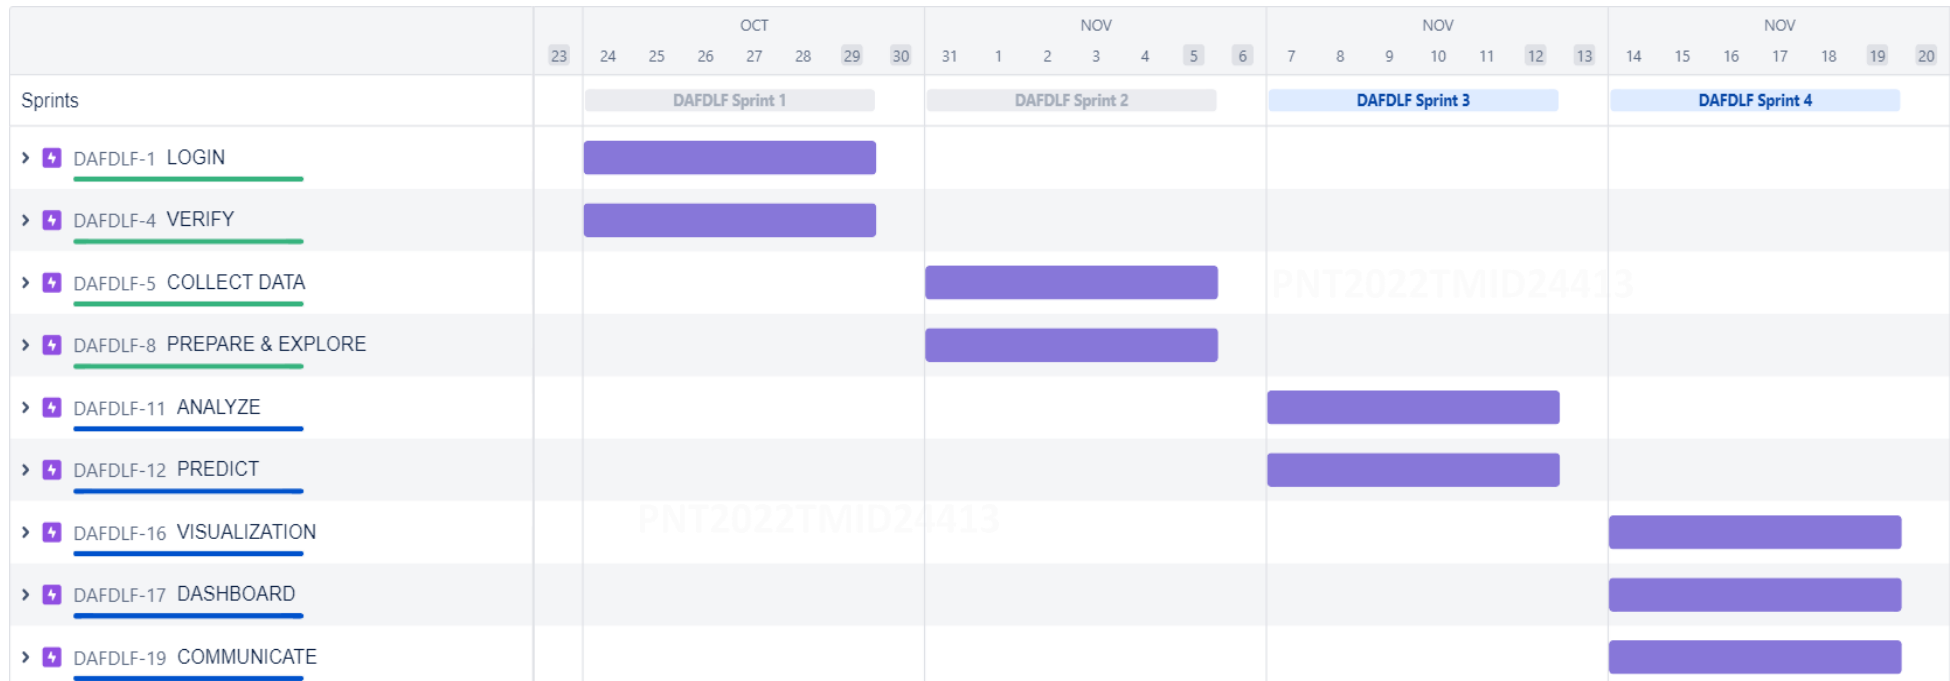 OCT NOV NOV NOV
23 24 25 26 27 28 29 30 31 1 2 3 4 5 6 7 8 9 10 11 12 13 14 15 16 17 18 19 20
Sprints DAFDLF Sprint 1 DAFDLF Sprint 2 DAFDLF Sprint 3 DAFDLF Sprint 4
DAFDLF-1 LOGIN
DAFDLF-4 VERIFY
DAFDLF-5 COLLECT DATA
PNT2022TMID24413
DAFDLF-8 PREPARE & EXPLORE
DAFDLF-11 ANALYZE
DAFDLF-12 PREDICT
PNT2022TMID24413
DAFDLF-16 VISUALIZATION
DAFDLF-17 DASHBOARD
DAFDLF-19 COMMUNICATE